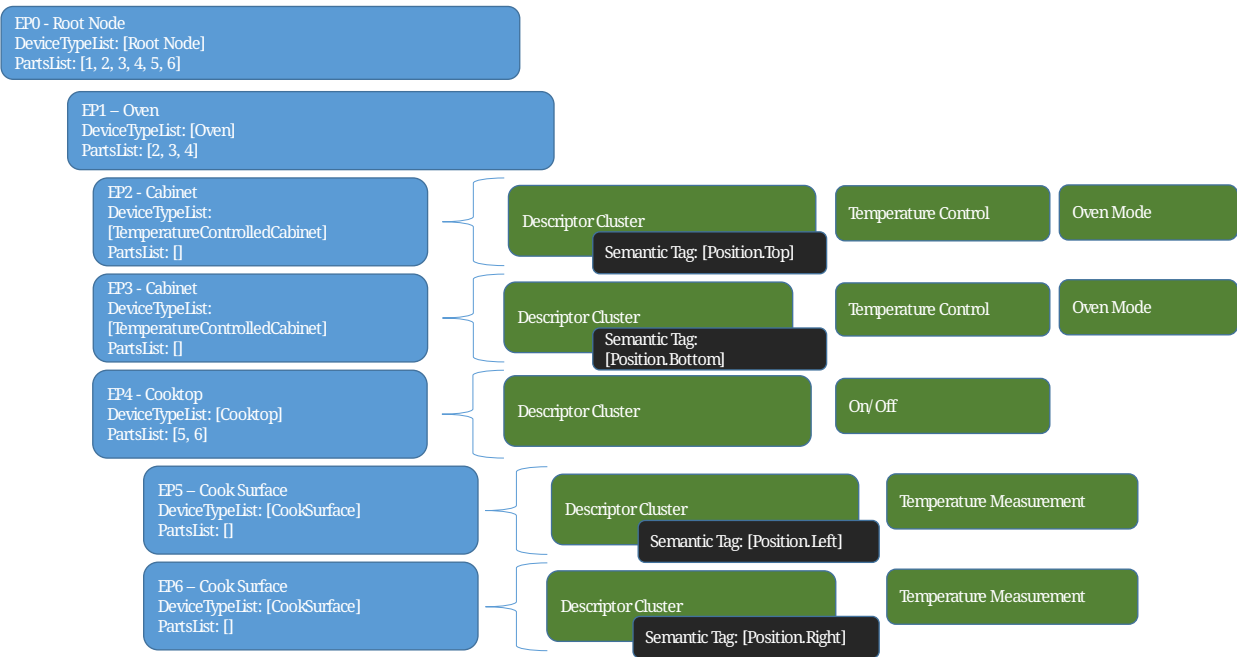 EP0 - Root Node
DeviceTypeList: [Root Node]
PartsList: [1, 2, 3, 4, 5, 6]
EP1 – Oven
DeviceTypeList: [Oven]
PartsList: [2, 3, 4]
EP2 - Cabinet
DeviceTypeList:
[TemperatureControlledCabinet]
PartsList: []
Descriptor Cluster
Semantic Tag: [Position.Top]
Temperature Control
Oven Mode
EP3 - Cabinet
DeviceTypeList:
[TemperatureControlledCabinet]
PartsList: []
Descriptor Cluster
Semantic Tag:
[Position.Bottom]
Temperature Control
Oven Mode
EP4 - Cooktop
DeviceTypeList: [Cooktop]
PartsList: [5, 6]
Descriptor Cluster
On/Off
EP5 – Cook Surface
DeviceTypeList: [CookSurface]
PartsList: []
Descriptor Cluster
Semantic Tag: [Position.Left]
Temperature Measurement
EP6 – Cook Surface
DeviceTypeList: [CookSurface]
PartsList: []
Descriptor Cluster
Semantic Tag: [Position.Right]
Temperature Measurement